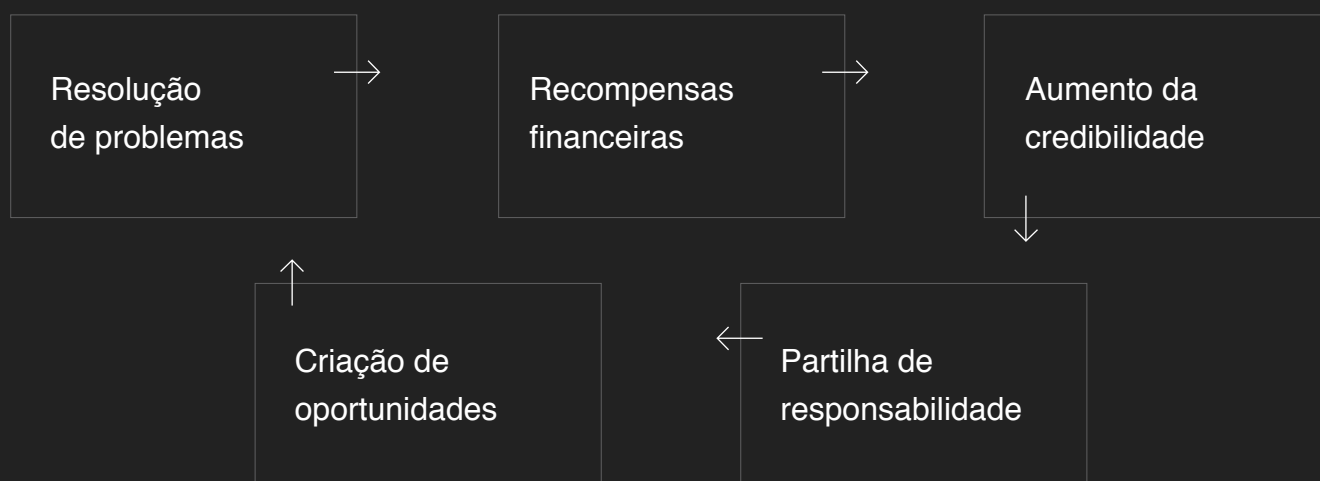 Resolução
de problemas
Recompensas
financeiras
Aumento da
credibilidade
Criação de
oportunidades
Partilha de
responsabilidade